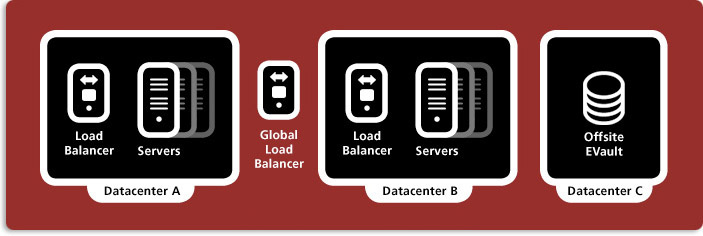 Load
Balancer
Servers
Datacenter A
Global
Load
Balancer
Load
Balancer
Servers
Datacenter B
Offsite
EVault
Datacenter C